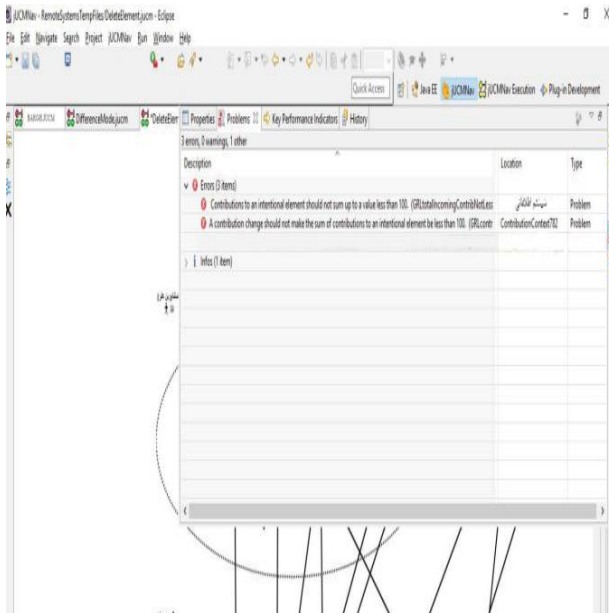 jUCMNav - RemoteSystemsTempFiles/DeleteElement.jucm - Eclipse
File Edit Navigate Search Project jUCMNav Run Window Help
Quick Access Java EE jUCMNav jUCMNav Execution Plug-in Development
DifferenceMode.jucm *DeleteElem Properties Problems Key Performance Indicators History
3 errors, 0 warnings, 1 other
Description Location Type
Errors (3 items)
Contributions to an intentional element should not sum up to a value less than 100. (GRLtotalIncomingContribNotLess Problem
A contribution change should not make the sum of contributions to an intentional element be less than 100. (GRLcontr ContributionContext782 Problem
Infos (1 item)